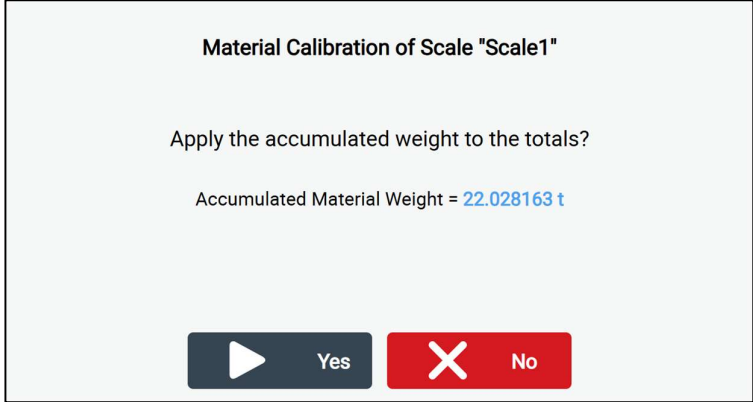 Material Calibration of Scale "Scale1"
Apply the accumulated weight to the totals?
Accumulated Material Weight = 22.028163 t
Yes
No